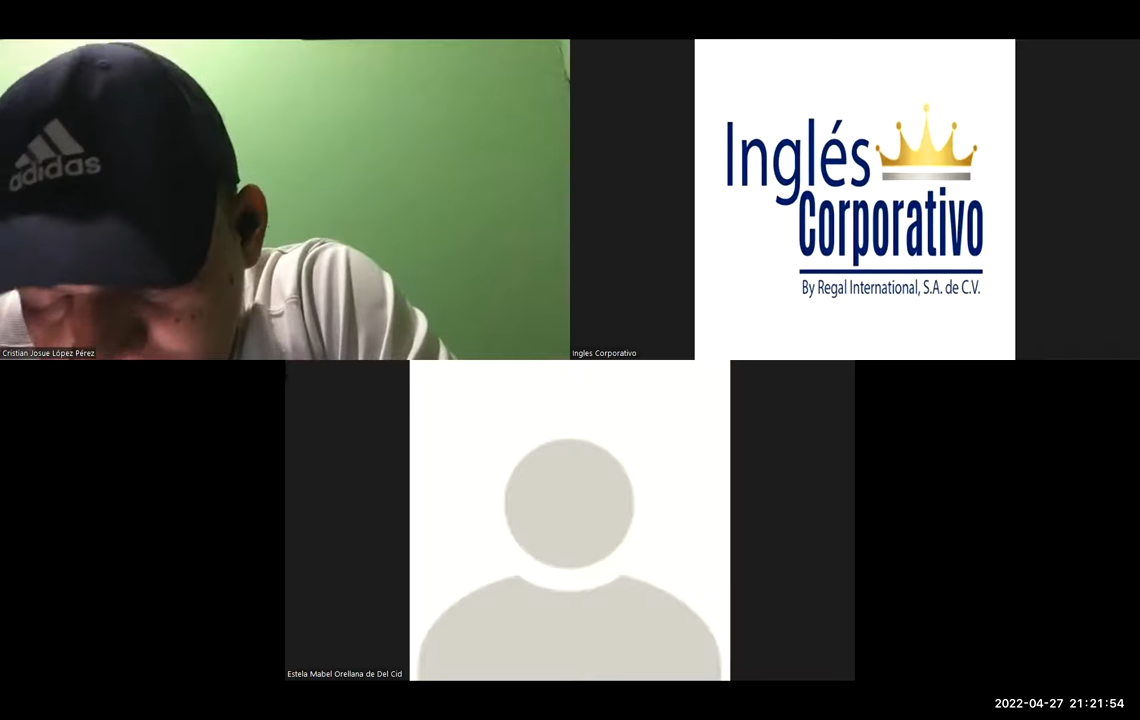 adidas
Cristian Josue López Pérez
Inglés
Corporativo
By Regal International, S.A. de C.V.
Ingles Corporativo
Estela Mabel Orellana de Del Cid
2022-04-27 21:21:54